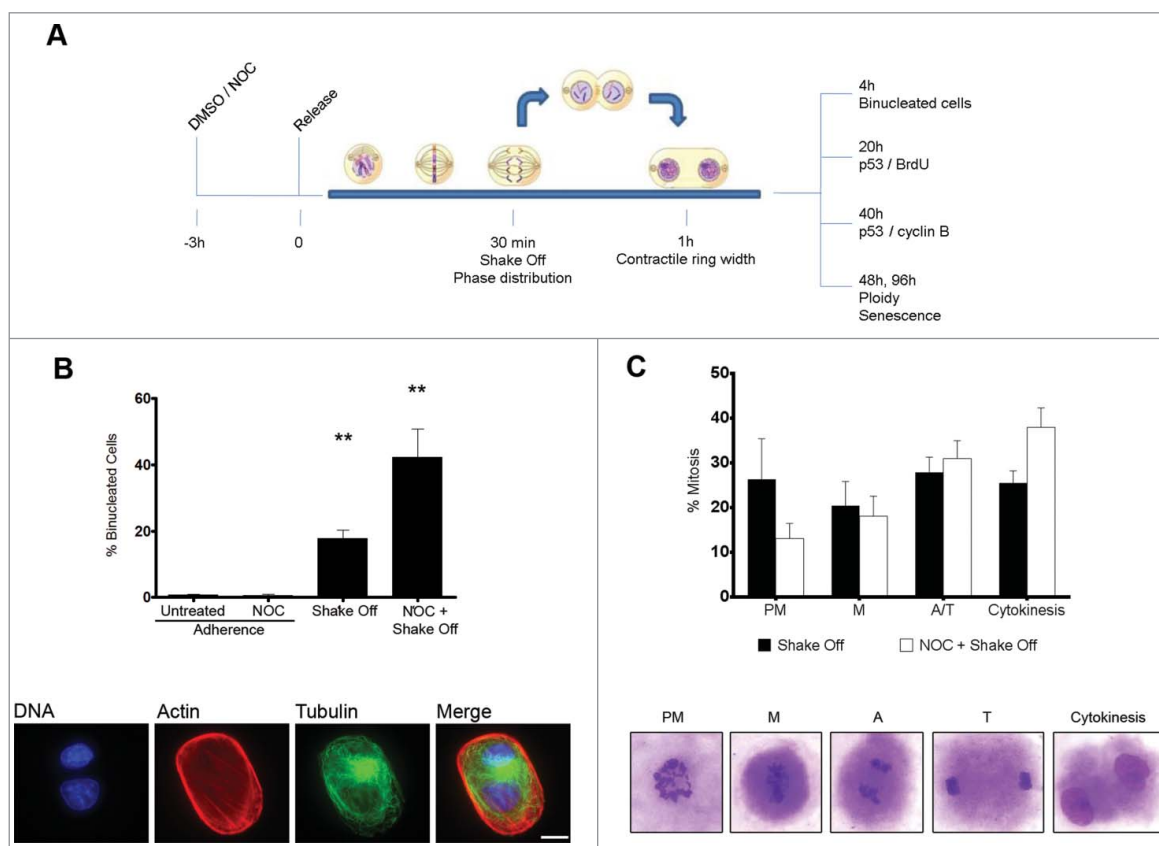 A
DMSO / NOC
Release
-3h
0
30 min
Shake Off
Phase distribution
1h
Contractile ring width
4h
Binucleated cells
20h
p53 / BrdU
40h
p53 / cyclin B
48h, 96h
Ploidy
Senescence
B
% Binucleated Cells
60
40
20
0
**
**
Untreated
NOC
Shake Off
NOC +
Shake Off
Adherence
DNA
Actin
Tubulin
Merge
C
% Mitosis
50
40
30
20
10
0
PM
M
A/T
Cytokinesis
Shake Off
NOC + Shake Off
PM
M
A
T
Cytokinesis